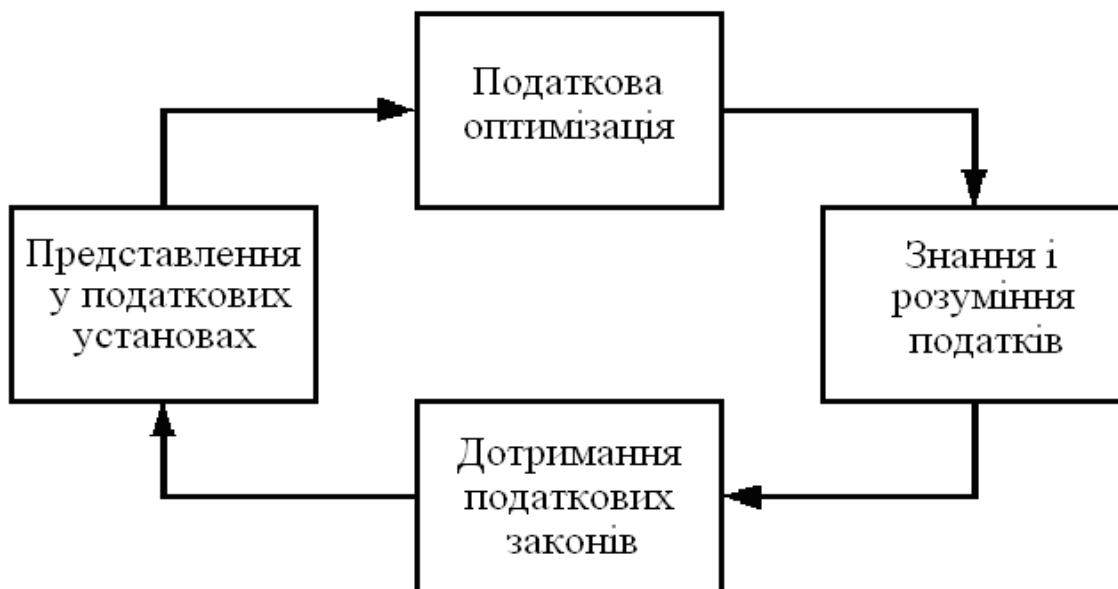 Податкова
оптимізація
Представлення
у податкових
установах
Знання і
розуміння
податків
Дотримання
податкових
законів